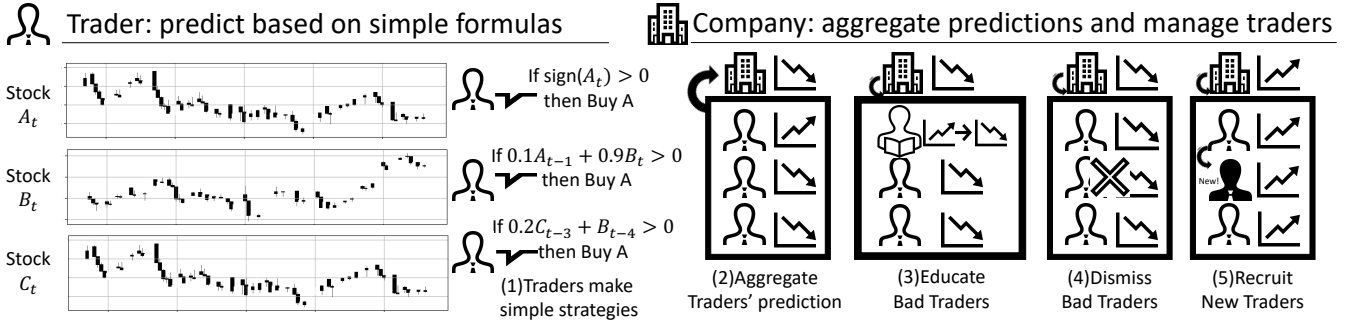 Trader: predict based on simple formulas
Stock
A_t
Stock
B_t
Stock
C_t
If sign(A_t) > 0
then Buy A
If 0.1A_{t−1} + 0.9B_t > 0
then Buy A
If 0.2C_{t−3} + B_{t−4} > 0
then Buy A
(1)Traders make
simple strategies
Company: aggregate predictions and manage traders
New!
(2)Aggregate
Traders’ prediction
(3)Educate
Bad Traders
(4)Dismiss
Bad Traders
(5)Recruit
New Traders